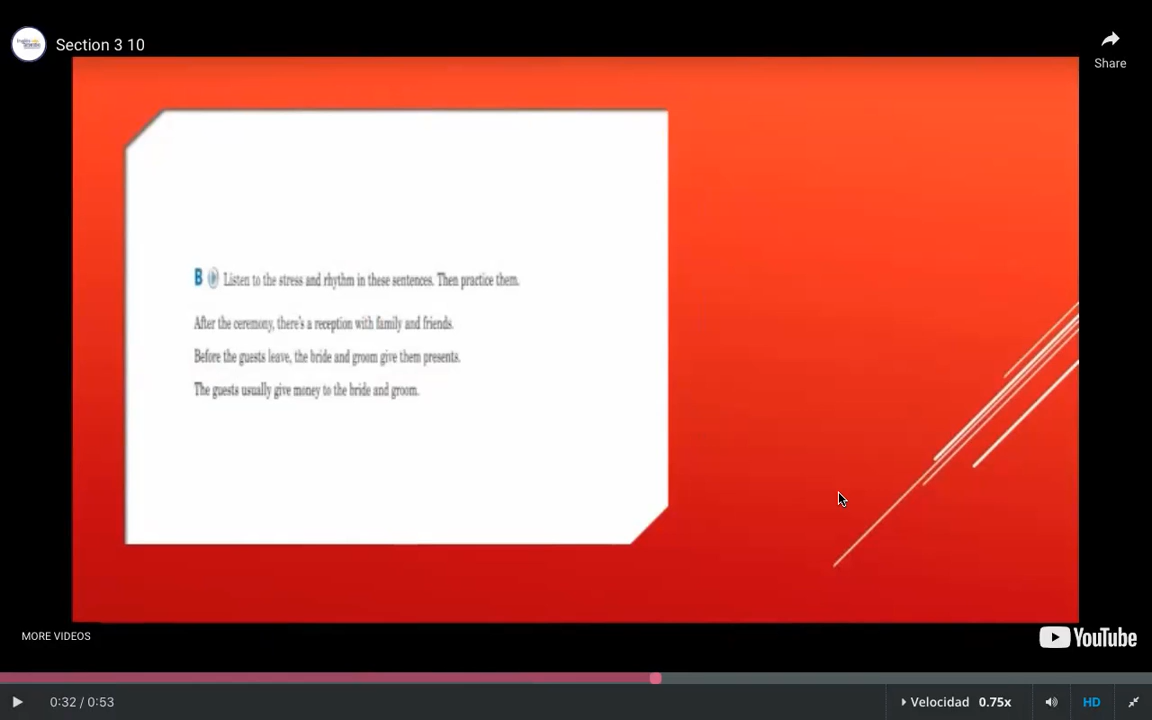 Section 3 10
Share
B Listen to the stress and rhythm in these sentences. Then practice them.
After the ceremony, there's a reception with family and friends.
Before the guests leave, the bride and groom give them presents.
The guests usually give money to the bride and groom.
MORE VIDEOS
YouTube
0:32 / 0:53
Velocidad 0.75x
HD